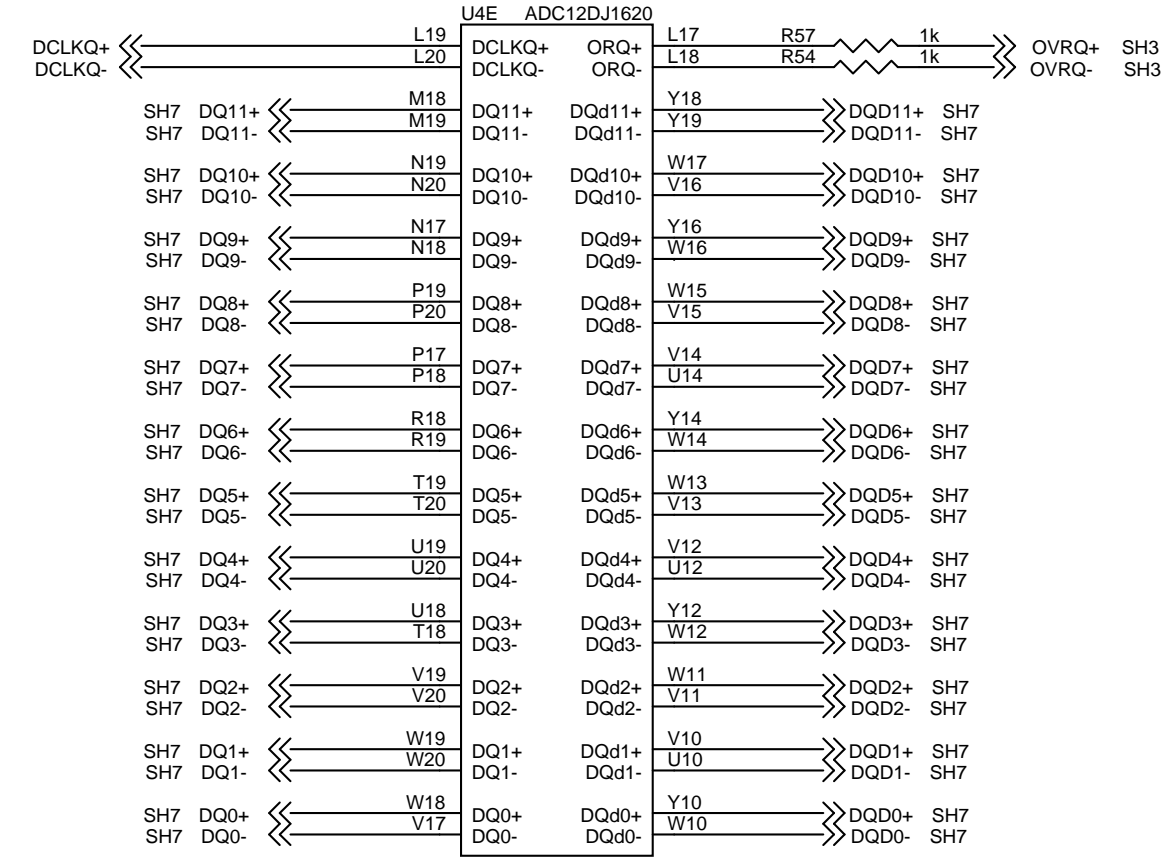 U4E ADC12DJ1620
DCLKQ+ L19 DCLKQ+ ORQ+ L17 R57 1k OVRQ+ SH3
DCLKQ- L20 DCLKQ- ORQ- L18 R54 1k OVRQ- SH3
SH7 DQ11+ M18 DQ11+ DQd11+ Y18 DQD11+ SH7
SH7 DQ11- M19 DQ11- DQd11- Y19 DQD11- SH7
SH7 DQ10+ N19 DQ10+ DQd10+ W17 DQD10+ SH7
SH7 DQ10- N20 DQ10- DQd10- V16 DQD10- SH7
SH7 DQ9+ N17 DQ9+ DQd9+ Y16 DQD9+ SH7
SH7 DQ9- N18 DQ9- DQd9- W16 DQD9- SH7
SH7 DQ8+ P19 DQ8+ DQd8+ W15 DQD8+ SH7
SH7 DQ8- P20 DQ8- DQd8- V15 DQD8- SH7
SH7 DQ7+ P17 DQ7+ DQd7+ V14 DQD7+ SH7
SH7 DQ7- P18 DQ7- DQd7- U14 DQD7- SH7
SH7 DQ6+ R18 DQ6+ DQd6+ Y14 DQD6+ SH7
SH7 DQ6- R19 DQ6- DQd6- W14 DQD6- SH7
SH7 DQ5+ T19 DQ5+ DQd5+ W13 DQD5+ SH7
SH7 DQ5- T20 DQ5- DQd5- V13 DQD5- SH7
SH7 DQ4+ U19 DQ4+ DQd4+ V12 DQD4+ SH7
SH7 DQ4- U20 DQ4- DQd4- U12 DQD4- SH7
SH7 DQ3+ U18 DQ3+ DQd3+ Y12 DQD3+ SH7
SH7 DQ3- T18 DQ3- DQd3- W12 DQD3- SH7
SH7 DQ2+ V19 DQ2+ DQd2+ W11 DQD2+ SH7
SH7 DQ2- V20 DQ2- DQd2- V11 DQD2- SH7
SH7 DQ1+ W19 DQ1+ DQd1+ V10 DQD1+ SH7
SH7 DQ1- W20 DQ1- DQd1- U10 DQD1- SH7
SH7 DQ0+ W18 DQ0+ DQd0+ Y10 DQD0+ SH7
SH7 DQ0- V17 DQ0- DQd0- W10 DQD0- SH7